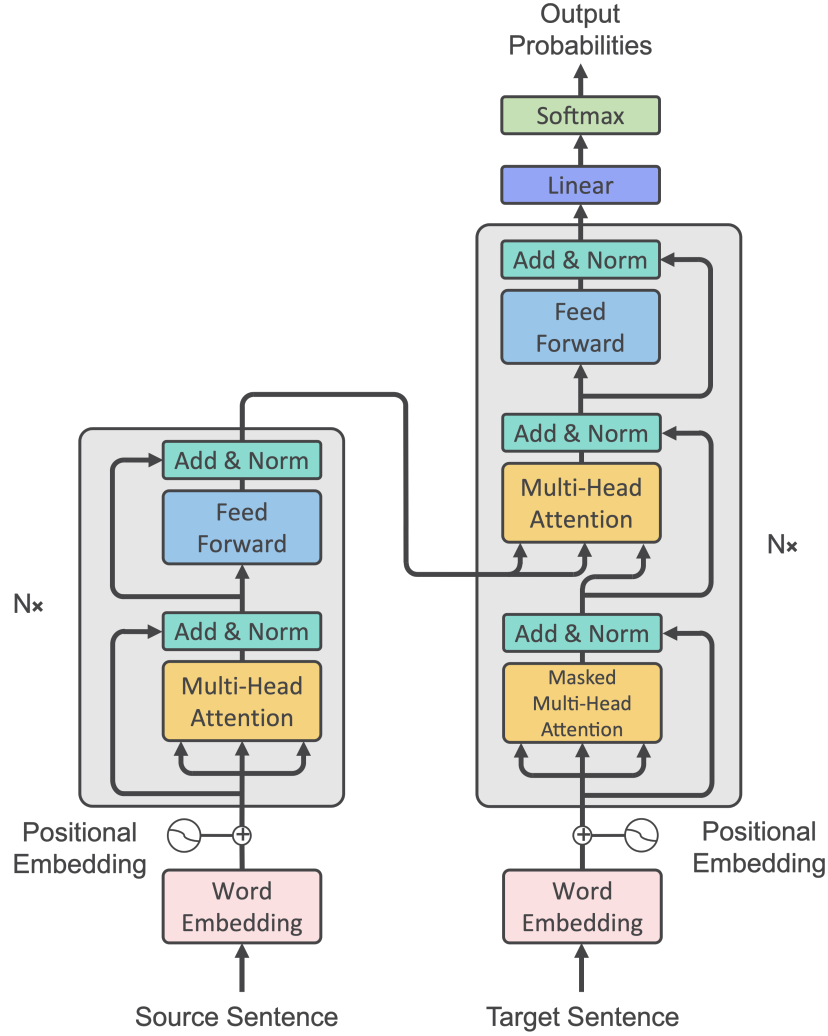 Output
Probabilities
Softmax
Linear
Add & Norm
Feed
Forward
Add & Norm
Multi-Head
Attention
N×
Add & Norm
Masked
Multi-Head
Attention
Add & Norm
Feed
Forward
N×
Add & Norm
Multi-Head
Attention
Positional
Embedding
Positional
Embedding
Word
Embedding
Word
Embedding
Source Sentence
Target Sentence